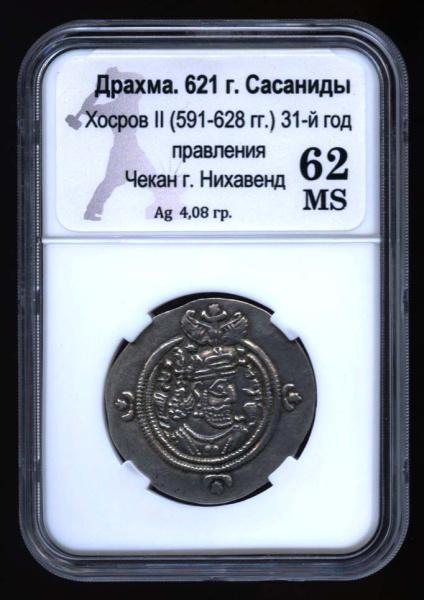 Драхма. 621 г. Сасаниды
Хосров II (591-628 гг.) 31-й год
правления
Чекан г. Нихавенд
Ag 4,08 гр.
62
MS